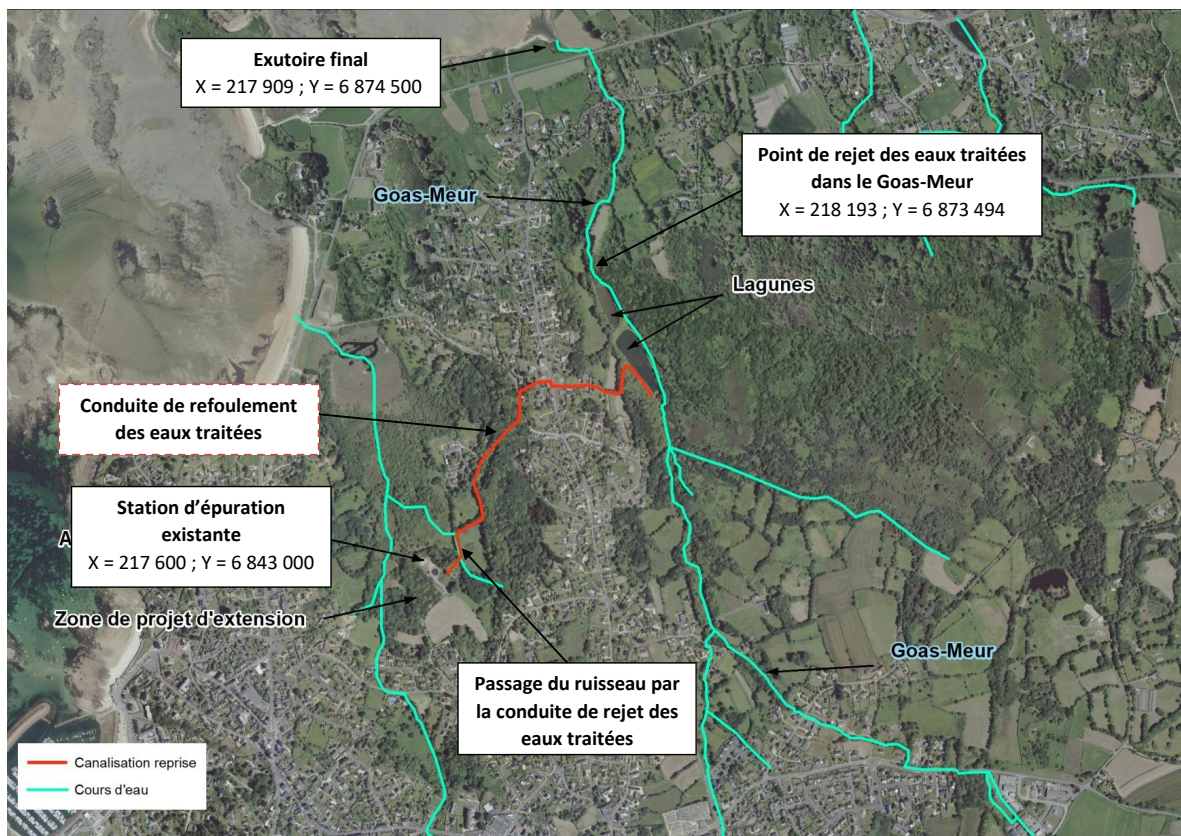 Exutoire final
X = 217 909 ; Y = 6 874 500
Point de rejet des eaux traitées
dans le Goas-Meur
X = 218 193 ; Y = 6 873 494
Goas-Meur
Lagunes
Conduite de refoulement
des eaux traitées
Station d'épuration
existante
X = 217 600 ; Y = 6 843 000
A
Zone de projet d'extension
Goas-Meur
Passage du ruisseau par
la conduite de rejet des
eaux traitées
Canalisation reprise
Cours d'eau